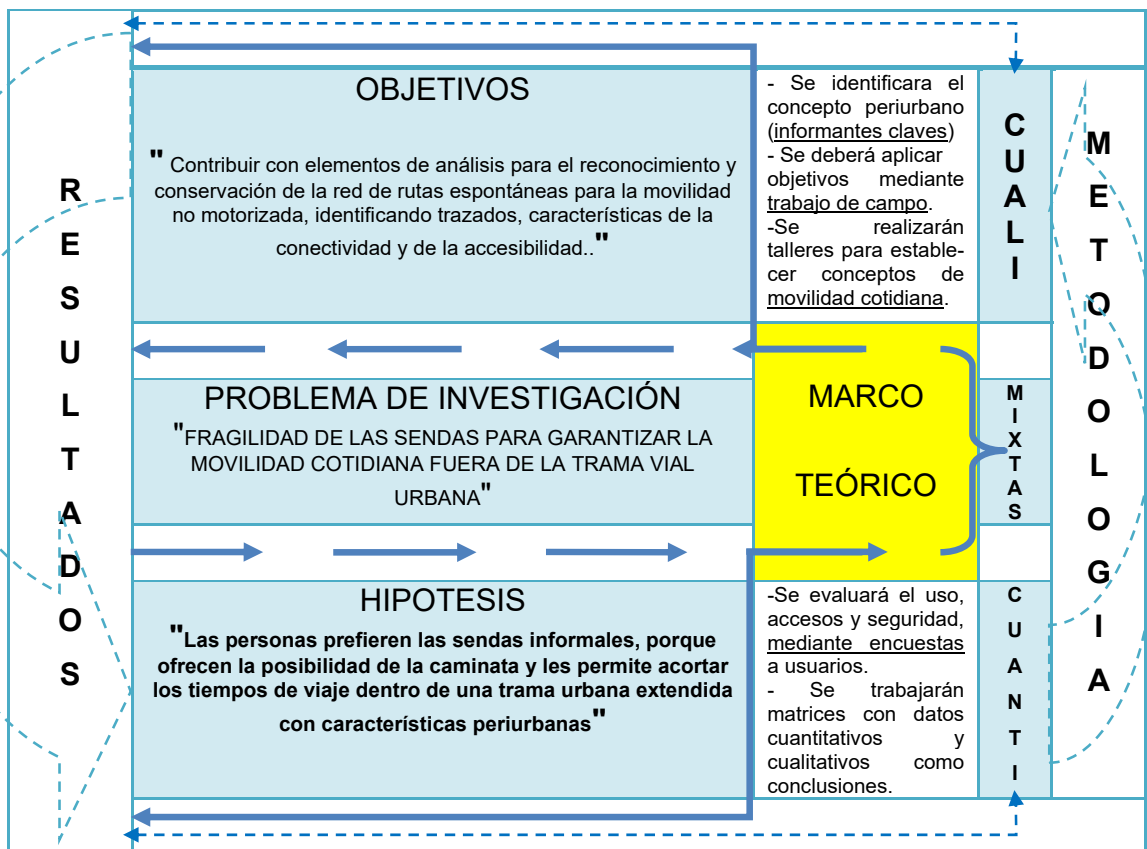 RESULTADOS
OBJETIVOS
" Contribuir con elementos de análisis para el reconocimiento y
conservación de la red de rutas espontáneas para la movilidad
no motorizada, identificando trazados, características de la
conectividad y de la accesibilidad.."
- Se identificara el
concepto periurbano
(informantes claves)
- Se deberá aplicar
objetivos mediante
trabajo de campo.
-Se realizarán
talleres para estable-
cer conceptos de
movilidad cotidiana.
CUALI
PROBLEMA DE INVESTIGACIÓN
"FRAGILIDAD DE LAS SENDAS PARA GARANTIZAR LA
MOVILIDAD COTIDIANA FUERA DE LA TRAMA VIAL
URBANA"
MARCO
TEÓRICO
MIXTAS
HIPOTESIS
"Las personas prefieren las sendas informales, porque
ofrecen la posibilidad de la caminata y les permite acortar
los tiempos de viaje dentro de una trama urbana extendida
con características periurbanas"
-Se evaluará el uso,
accesos y seguridad,
mediante encuestas
a usuarios.
- Se trabajarán
matrices con datos
cuantitativos y
cualitativos como
conclusiones.
CUANTI
METODOLOGIA